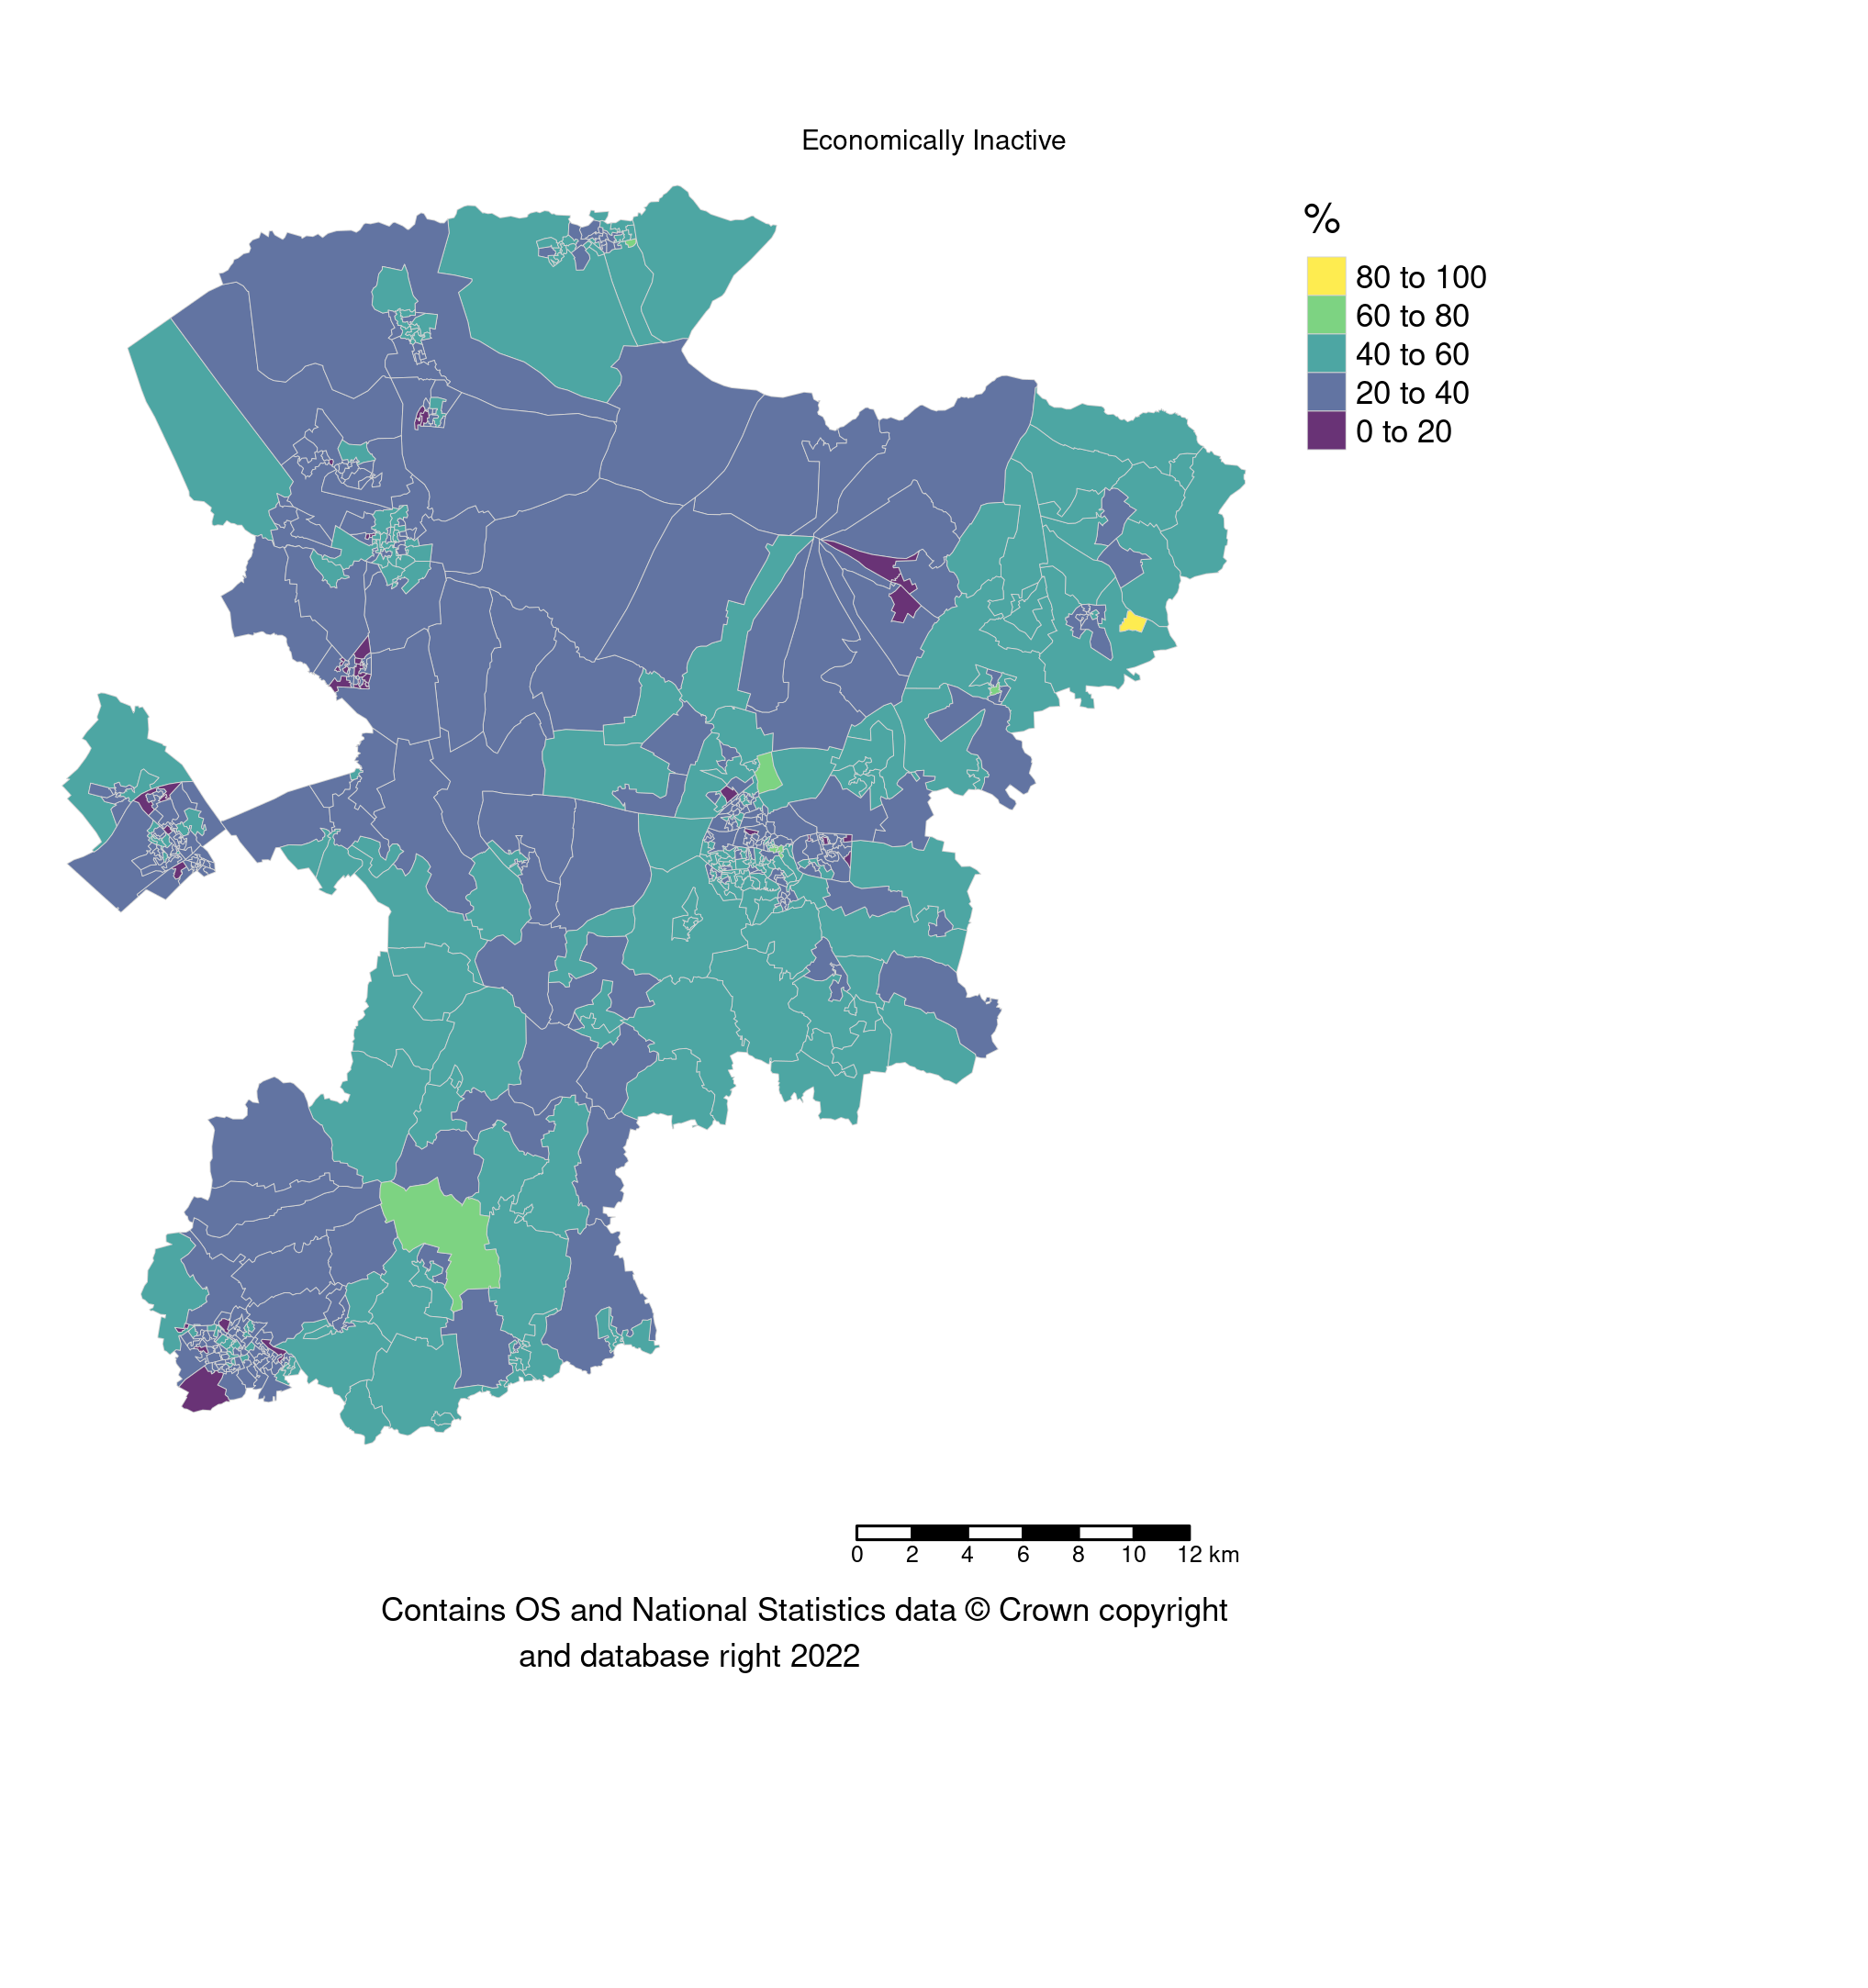 Economically Inactive
%
80 to 100
60 to 80
40 to 60
20 to 40
0 to 20
0 2 4 6 8 10 12 km
Contains OS and National Statistics data © Crown copyright
and database right 2022